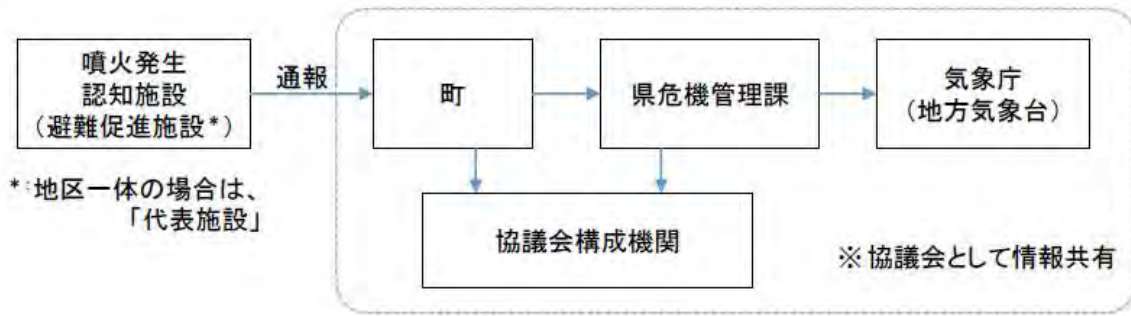 噴火発生
認知施設
(避難促進施設*)
通報
町
県危機管理課
気象庁
(地方気象台)
*:地区一体の場合は、
「代表施設」
協議会構成機関
※協議会として情報共有